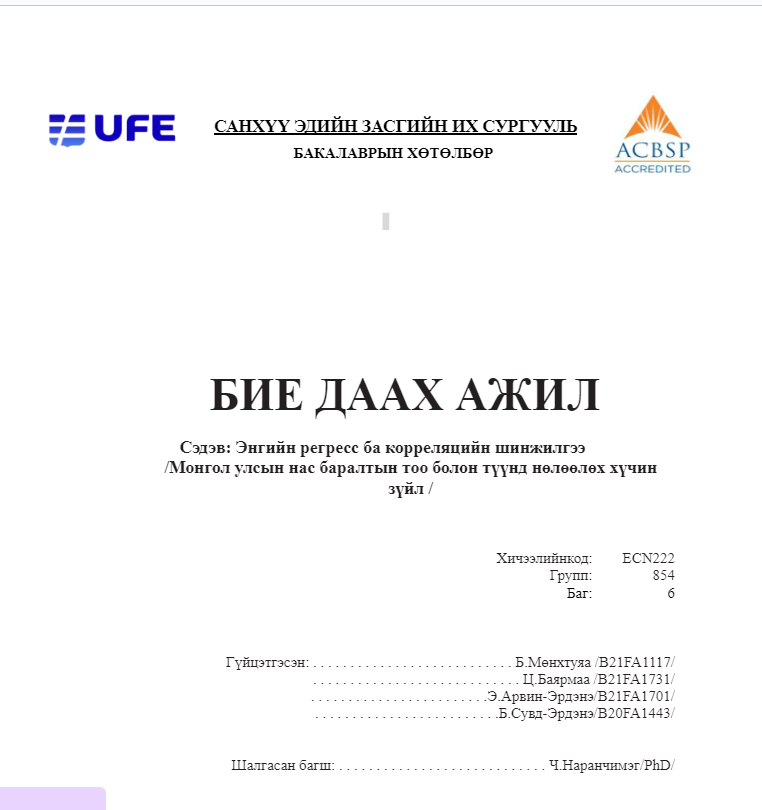 UFE
САНХҮҮ ЭДИЙН ЗАСГИЙН ИХ СУРГУУЛЬ
БАКАЛАВРЫН ХӨТӨЛБӨР
ACBSP
ACCREDITED
БИЕ ДААХ АЖИЛ
Сэдэв: Энгийн регресс ба корреляцийн шинжилгээ
/Монгол улсын нас баралтын тоо болон түүнд нөлөөлөх хүчин
зүйл /
Хичээлийнкод: ECN222
Групп: 854
Баг: 6
Гүйцэтгэсэн: . . . . . . . . . . . . . . . . . . . . . . . . . . . Б.Мөнхтуяа /B21FA1117/
. . . . . . . . . . . . . . . . . . . . . . . . . . . . Ц.Баярмаа /B21FA1731/
. . . . . . . . . . . . . . . . . . . . . . . .Э.Арвин-Эрдэнэ/B21FA1701/
. . . . . . . . . . . . . . . . . . . . . . . . .Б.Сувд-Эрдэнэ/B20FA1443/
Шалгасан багш: . . . . . . . . . . . . . . . . . . . . . . . . . . . . Ч.Наранчимэг/PhD/